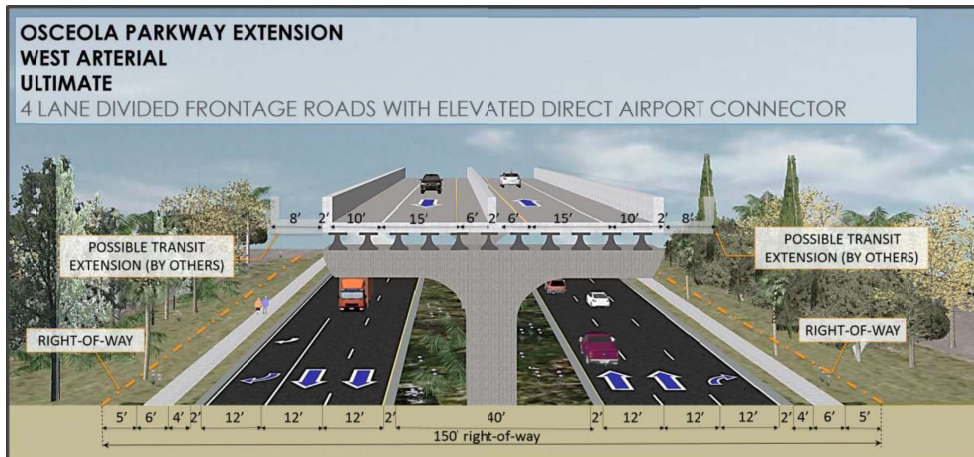 OSCEOLA PARKWAY EXTENSION
WEST ARTERIAL
ULTIMATE
4 LANE DIVIDED FRONTAGE ROADS WITH ELEVATED DIRECT AIRPORT CONNECTOR
8' 2' 10' 15' 6' 2' 6' 15' 10' 2' 8'
POSSIBLE TRANSIT
EXTENSION (BY OTHERS)
POSSIBLE TRANSIT
EXTENSION (BY OTHERS)
RIGHT-OF-WAY
RIGHT-OF-WAY
5' 6' 4' 2' 12' 12' 12' 2' 40' 2' 12' 12' 12' 2' 4' 6' 5'
150' right-of-way